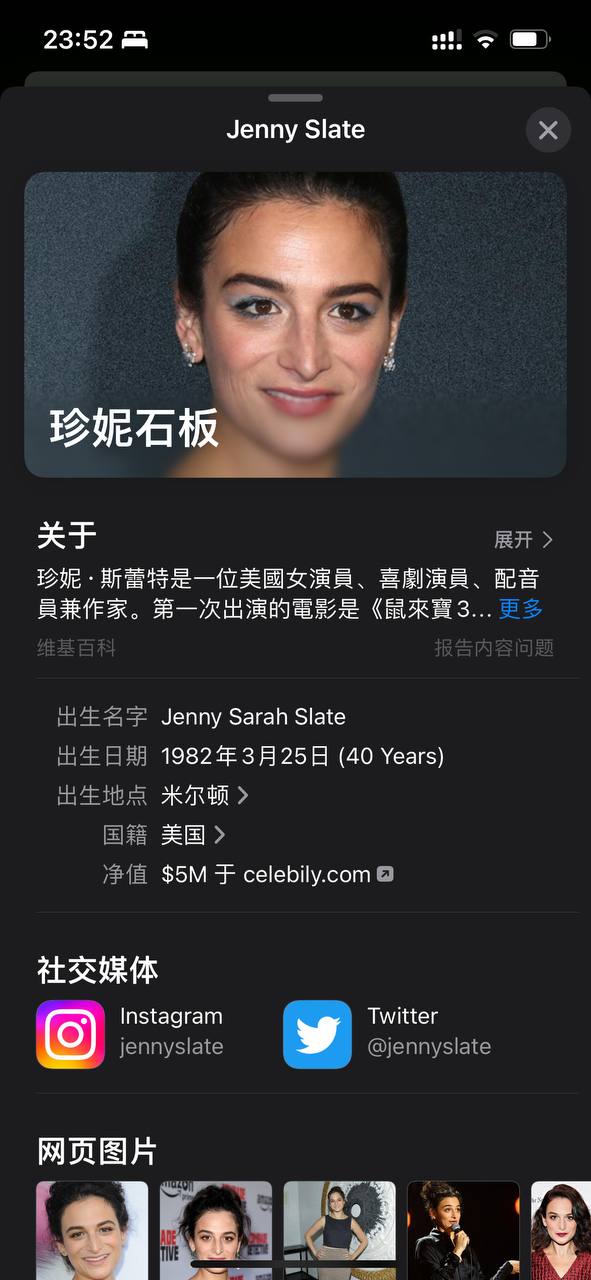 23:52
Jenny Slate
珍妮石板
关于
展开
珍妮·斯蕾特是一位美國女演員、喜劇演員、配音
員兼作家。第一次出演的電影是《鼠來寶3... 更多
维基百科 报告内容问题
出生名字 Jenny Sarah Slate
出生日期 1982年3月25日 (40 Years)
出生地点 米尔顿
国籍 美国
净值 $5M 于 celebily.com
社交媒体
Instagram
jennyslate
Twitter
@jennyslate
网页图片
amazon